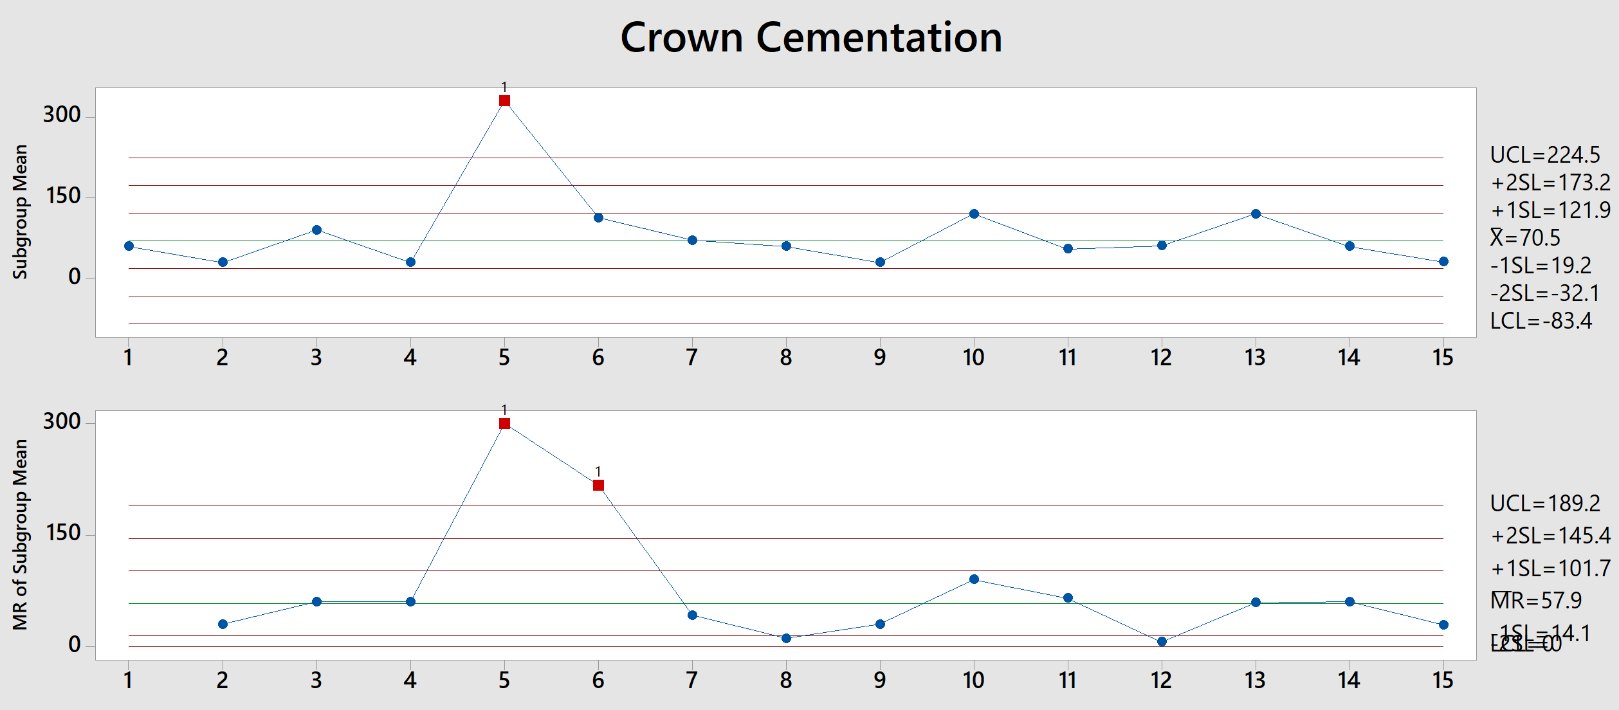 Crown Cementation
1
300
150
0
Subgroup Mean
UCL=224.5
+2SL=173.2
+1SL=121.9
X̄=70.5
-1SL=19.2
-2SL=-32.1
LCL=-83.4
1 2 3 4 5 6 7 8 9 10 11 12 13 14 15
1
1
300
150
0
MR of Subgroup Mean
UCL=189.2
+2SL=145.4
+1SL=101.7
M̅R̅=57.9
-1SL=14.1
1 2 3 4 5 6 7 8 9 10 11 12 13 14 15